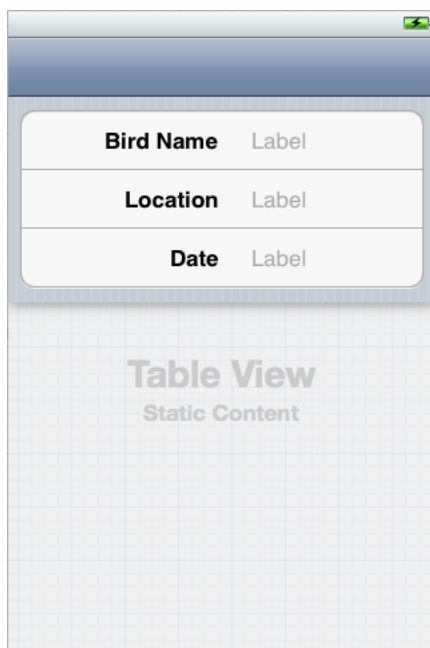 Bird Name Label
Location Label
Date Label
Table View
Static Content